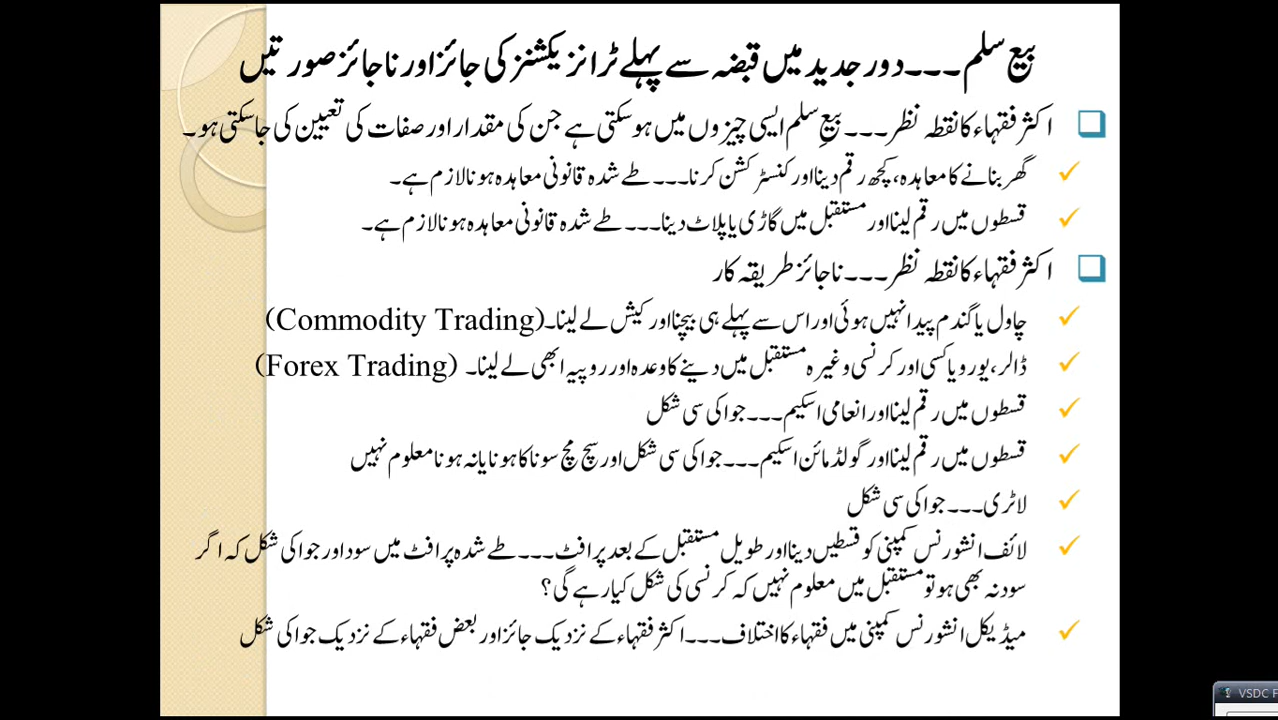 بیع سلم۔۔۔دور جدید میں قبضہ سے پہلے ٹرانزیکشنز کی جائز اور ناجائز صورتیں
اکثر فقہاء کا نقطہ نظر۔۔۔بیعِ سلم ایسی چیزوں میں ہو سکتی ہے جن کی مقدار اور صفات کی تعیین کی جا سکتی ہو۔
گھر بنانے کا معاہدہ، کچھ رقم دینا اور کنسٹرکشن کرنا۔۔۔طے شدہ قانونی معاہدہ ہونا لازم ہے۔
قسطوں میں رقم لینا اور مستقبل میں گاڑی یا پلاٹ دینا۔۔۔طے شدہ قانونی معاہدہ ہونا لازم ہے۔
اکثر فقہاء کا نقطہ نظر۔۔۔ناجائز طریقہ کار
چاول یا گندم پیدا نہیں ہوئی اور اس سے پہلے ہی بیچنا اور کیش لے لینا۔(Commodity Trading)
ڈالر، یورو یا کسی اور کرنسی وغیرہ مستقبل میں دینے کا وعدہ اور روپیہ ابھی لے لینا۔ (Forex Trading)
قسطوں میں رقم لینا اور انعامی اسکیم۔۔۔جوا کی سی شکل
قسطوں میں رقم لینا اور گولڈ مائن اسکیم۔۔۔جوا کی سی شکل اور سچ مچ سونا کا ہونا یا نہ ہونا معلوم نہیں
لاٹری۔۔۔جوا کی سی شکل
لائف انشورنس کمپنی کو قسطیں دینا اور طویل مستقبل کے بعد پرافٹ۔۔۔طے شدہ پرافٹ میں سود اور جوا کی شکل کہ اگر
سود نہ بھی ہو تو مستقبل میں معلوم نہیں کہ کرنسی کی شکل کیا رہے گی؟
میڈیکل انشورنس کمپنی میں فقہاء کا اختلاف۔۔۔اکثر فقہاء کے نزدیک جائز اور بعض فقہاء کے نزدیک جوا کی شکل
VSDC F